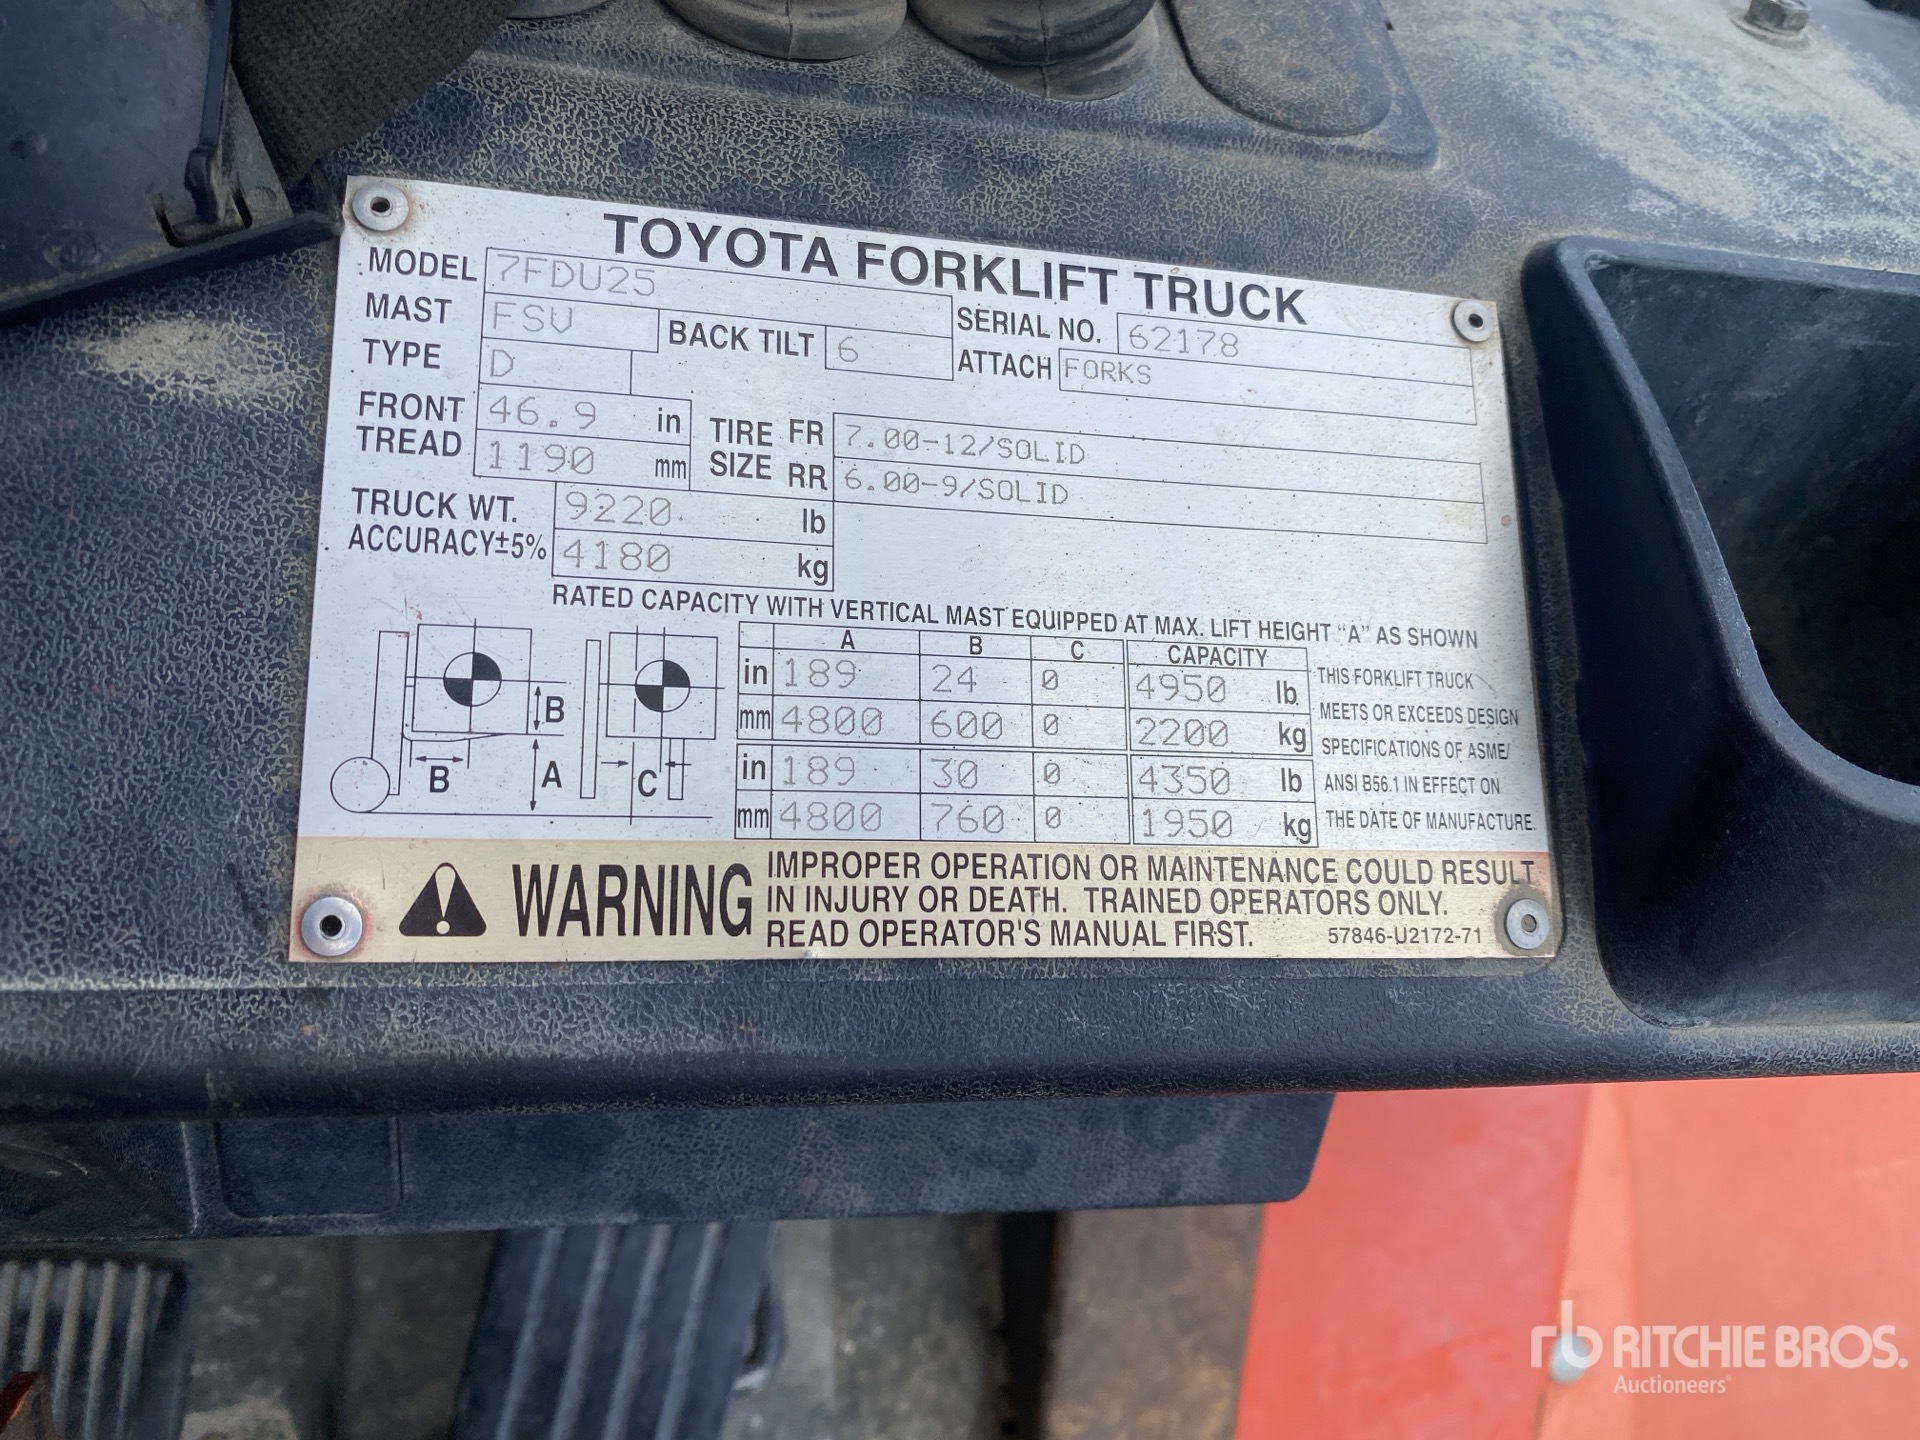 TOYOTA FORKLIFT TRUCK
MODEL 7FDU25
MAST FSV BACK TILT 6 SERIAL NO. 62178
TYPE D ATTACH FORKS
FRONT TREAD 46.9 in TIRE SIZE FR 7.00-12/SOLID
1190 mm RR 6.00-9/SOLID
TRUCK WT. 9220 lb
ACCURACY±5% 4180 kg
RATED CAPACITY WITH VERTICAL MAST EQUIPPED AT MAX. LIFT HEIGHT "A" AS SHOWN
A B C CAPACITY
in 189 24 0 4950 lb
mm 4800 600 0 2200 kg
in 189 30 0 4350 lb
mm 4800 760 0 1950 kg
B
B A C
THIS FORKLIFT TRUCK
MEETS OR EXCEEDS DESIGN
SPECIFICATIONS OF ASME/
ANSI B56.1 IN EFFECT ON
THE DATE OF MANUFACTURE.
WARNING
IMPROPER OPERATION OR MAINTENANCE COULD RESULT
IN INJURY OR DEATH. TRAINED OPERATORS ONLY.
READ OPERATOR'S MANUAL FIRST. 57846-U2172-71
rb RITCHIE BROS.
Auctioneers